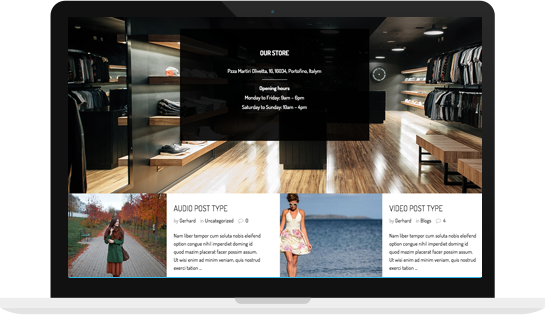 OUR STORE
Pzza Martiri Olivetta, 16, 16034, Portofino, Italym
Opening hours
Monday to Friday: 9am – 6pm
Saturday to Sunday: 10am – 4pm
AUDIO POST TYPE
by Gerhard in Uncategorized 0
Nam liber tempor cum soluta nobis eleifend
option congue nihil imperdiet doming id
quod mazim placerat facer possim assum.
Ut wisi enim ad minim veniam, quis nostrud
exerci tation ...
VIDEO POST TYPE
by Gerhard in Blogs 4
Nam liber tempor cum soluta nobis eleifend
option congue nihil imperdiet doming id
quod mazim placerat facer possim assum.
Ut wisi enim ad minim veniam, quis nostrud
exerci tation ...